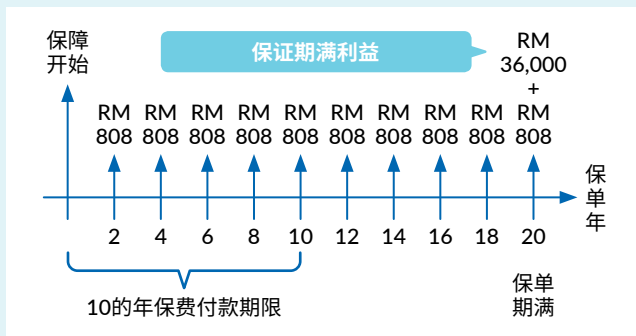 保障
开始
保证期满利益
RM
36,000
+
RM RM RM RM RM RM RM RM RM RM
808 808 808 808 808 808 808 808 808 808
保
单
年
2 4 6 8 10 12 14 16 18 20
10的年保费付款期限
保单
期满